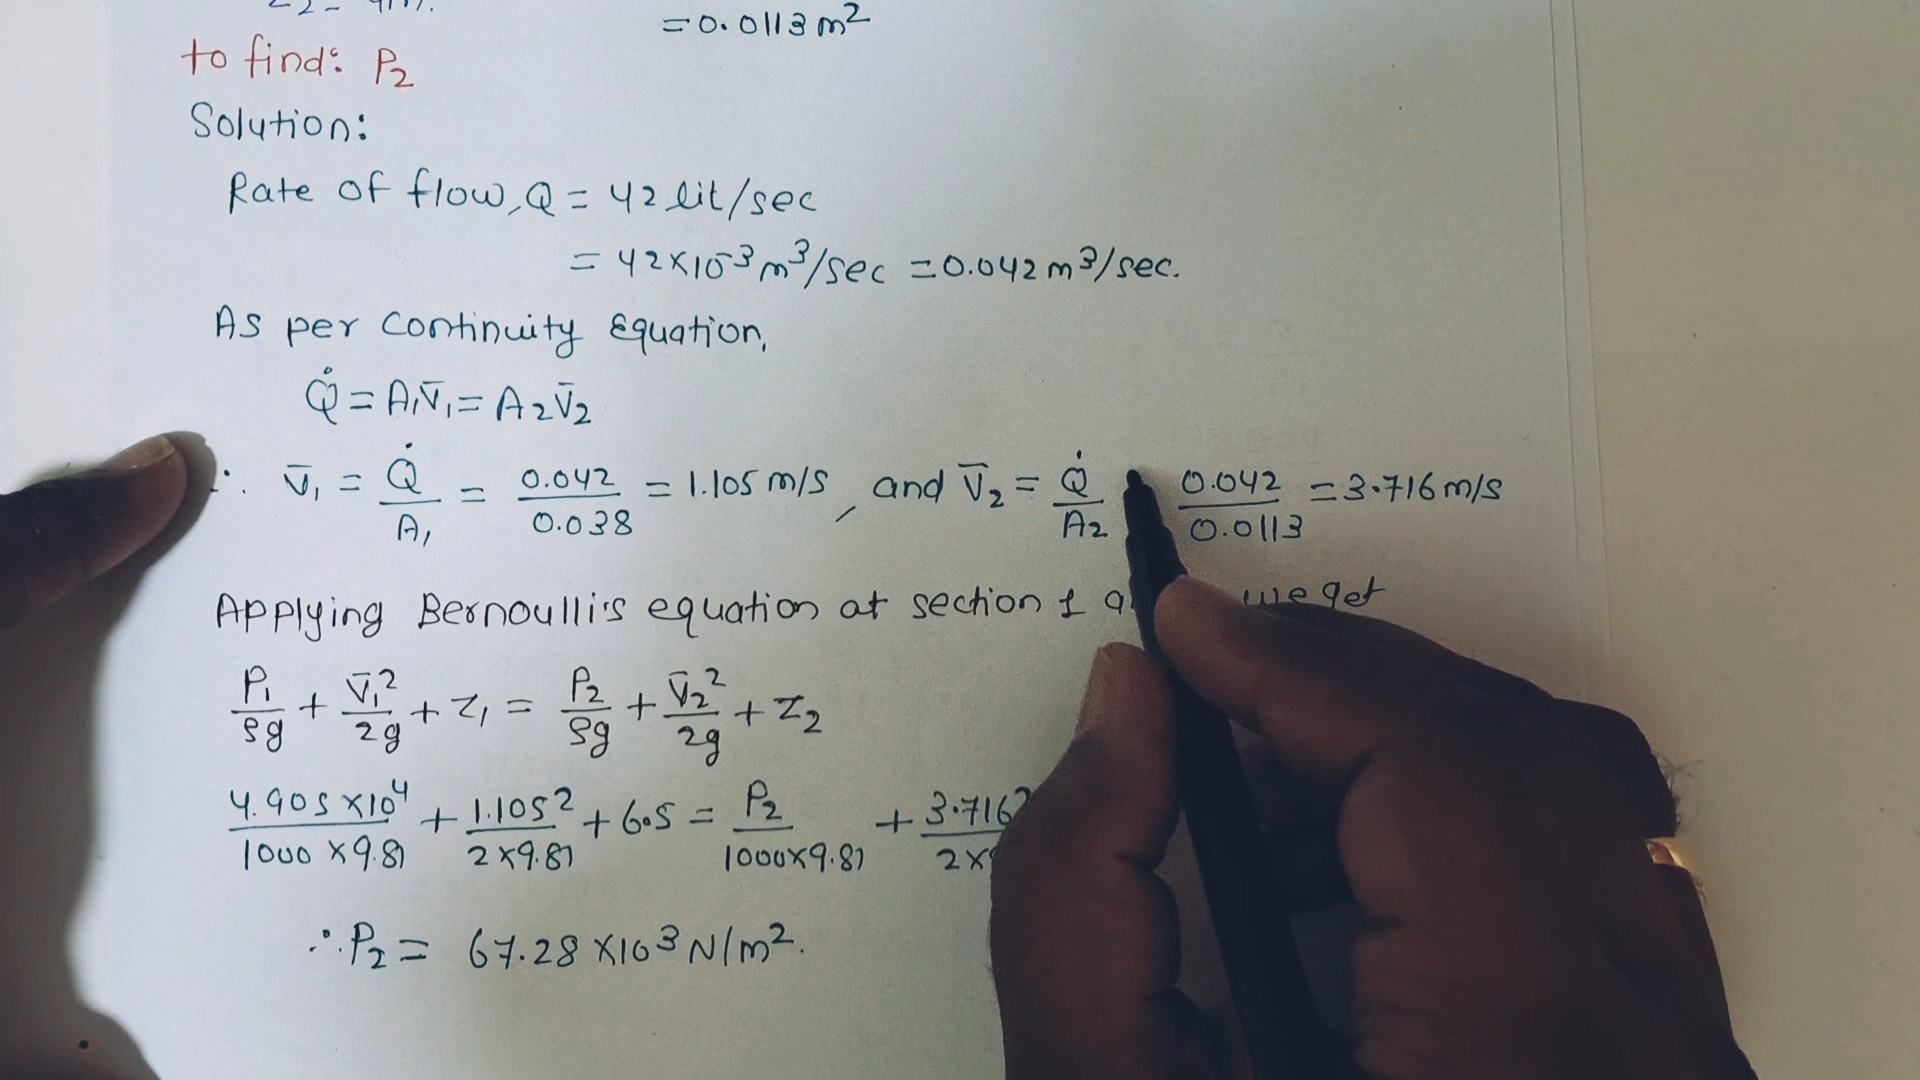 = 0.0113 m²
to find: P₂
Solution:
Rate of flow, Q = 42 lit/sec
= 42×10⁻³ m³/sec = 0.042 m³/sec.
As per continuity Equation,
Q̇ = A₁V̄₁ = A₂V̄₂
∴ V̄₁ = Q̇/A₁ = 0.042/0.038 = 1.105 m/s, and V̄₂ = Q̇/A₂ 0.042/0.0113 = 3.716 m/s
Applying Bernoulli's equation at section 1 we get
P₁/ρg + V̄₁²/2g + Z₁ = P₂/ρg + V̄₂²/2g + Z₂
4.905×10⁴/1000×9.81 + 1.105²/2×9.81 + 6.5 = P₂/1000×9.81 + 3.716²/2×
∴ P₂ = 67.28×10³ N/m².